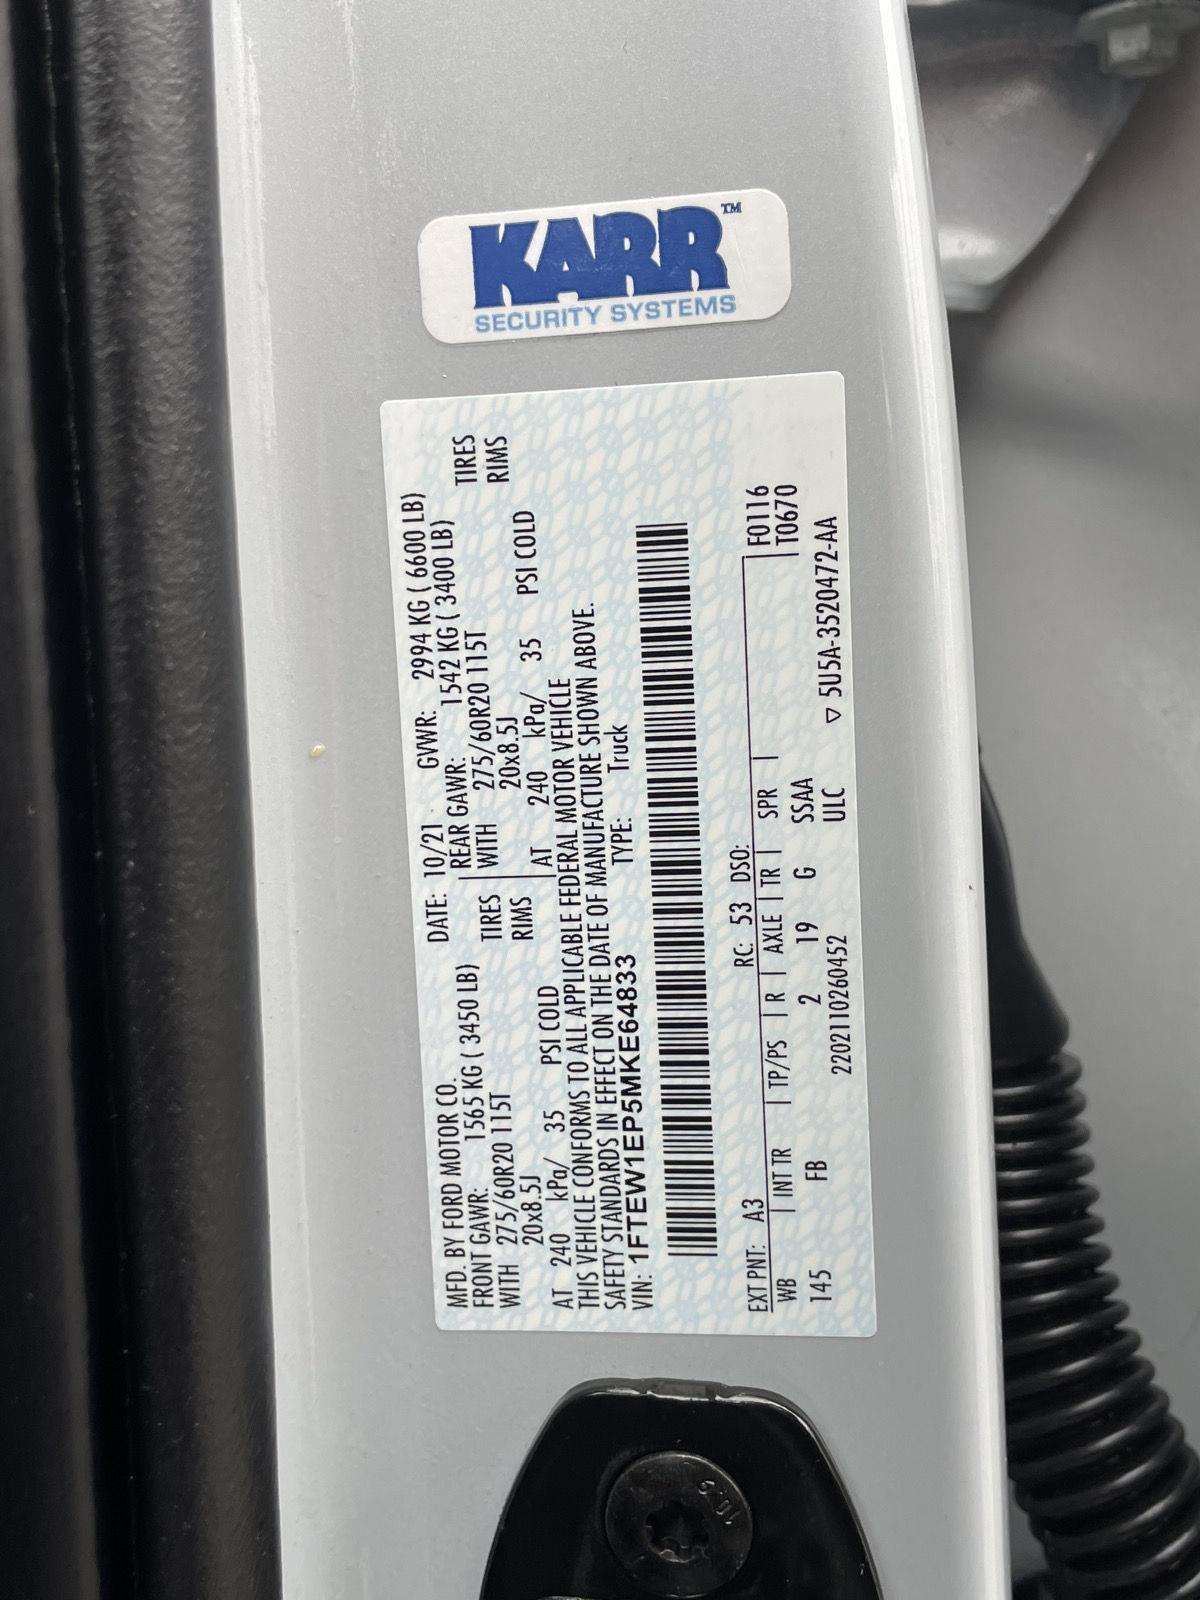 KARR™
SECURITY SYSTEMS
MFD. BY FORD MOTOR CO. DATE: 10/21 GVWR: 2994 KG ( 6600 LB)
FRONT GAWR: 1565 KG ( 3450 LB) REAR GAWR: 1542 KG ( 3400 LB)
WITH 275/60R20 115T TIRES WITH 275/60R20 115T TIRES
20x8.5J RIMS 20x8.5J RIMS
AT 240 kPa/ 35 PSI COLD AT 240 kPa/ 35 PSI COLD
THIS VEHICLE CONFORMS TO ALL APPLICABLE FEDERAL MOTOR VEHICLE
SAFETY STANDARDS IN EFFECT ON THE DATE OF MANUFACTURE SHOWN ABOVE.
VIN: 1FTEW1EP5MKE64833 TYPE: Truck
EXT PNT: A3 RC: 53 DSO: F0116
WB | INT TR | TP/PS | R | AXLE | TR | SPR | T0670
145 FB 2 19 G SSAA
2202110260452 ULC ▽ 5U5A-3520472-AA
10.9